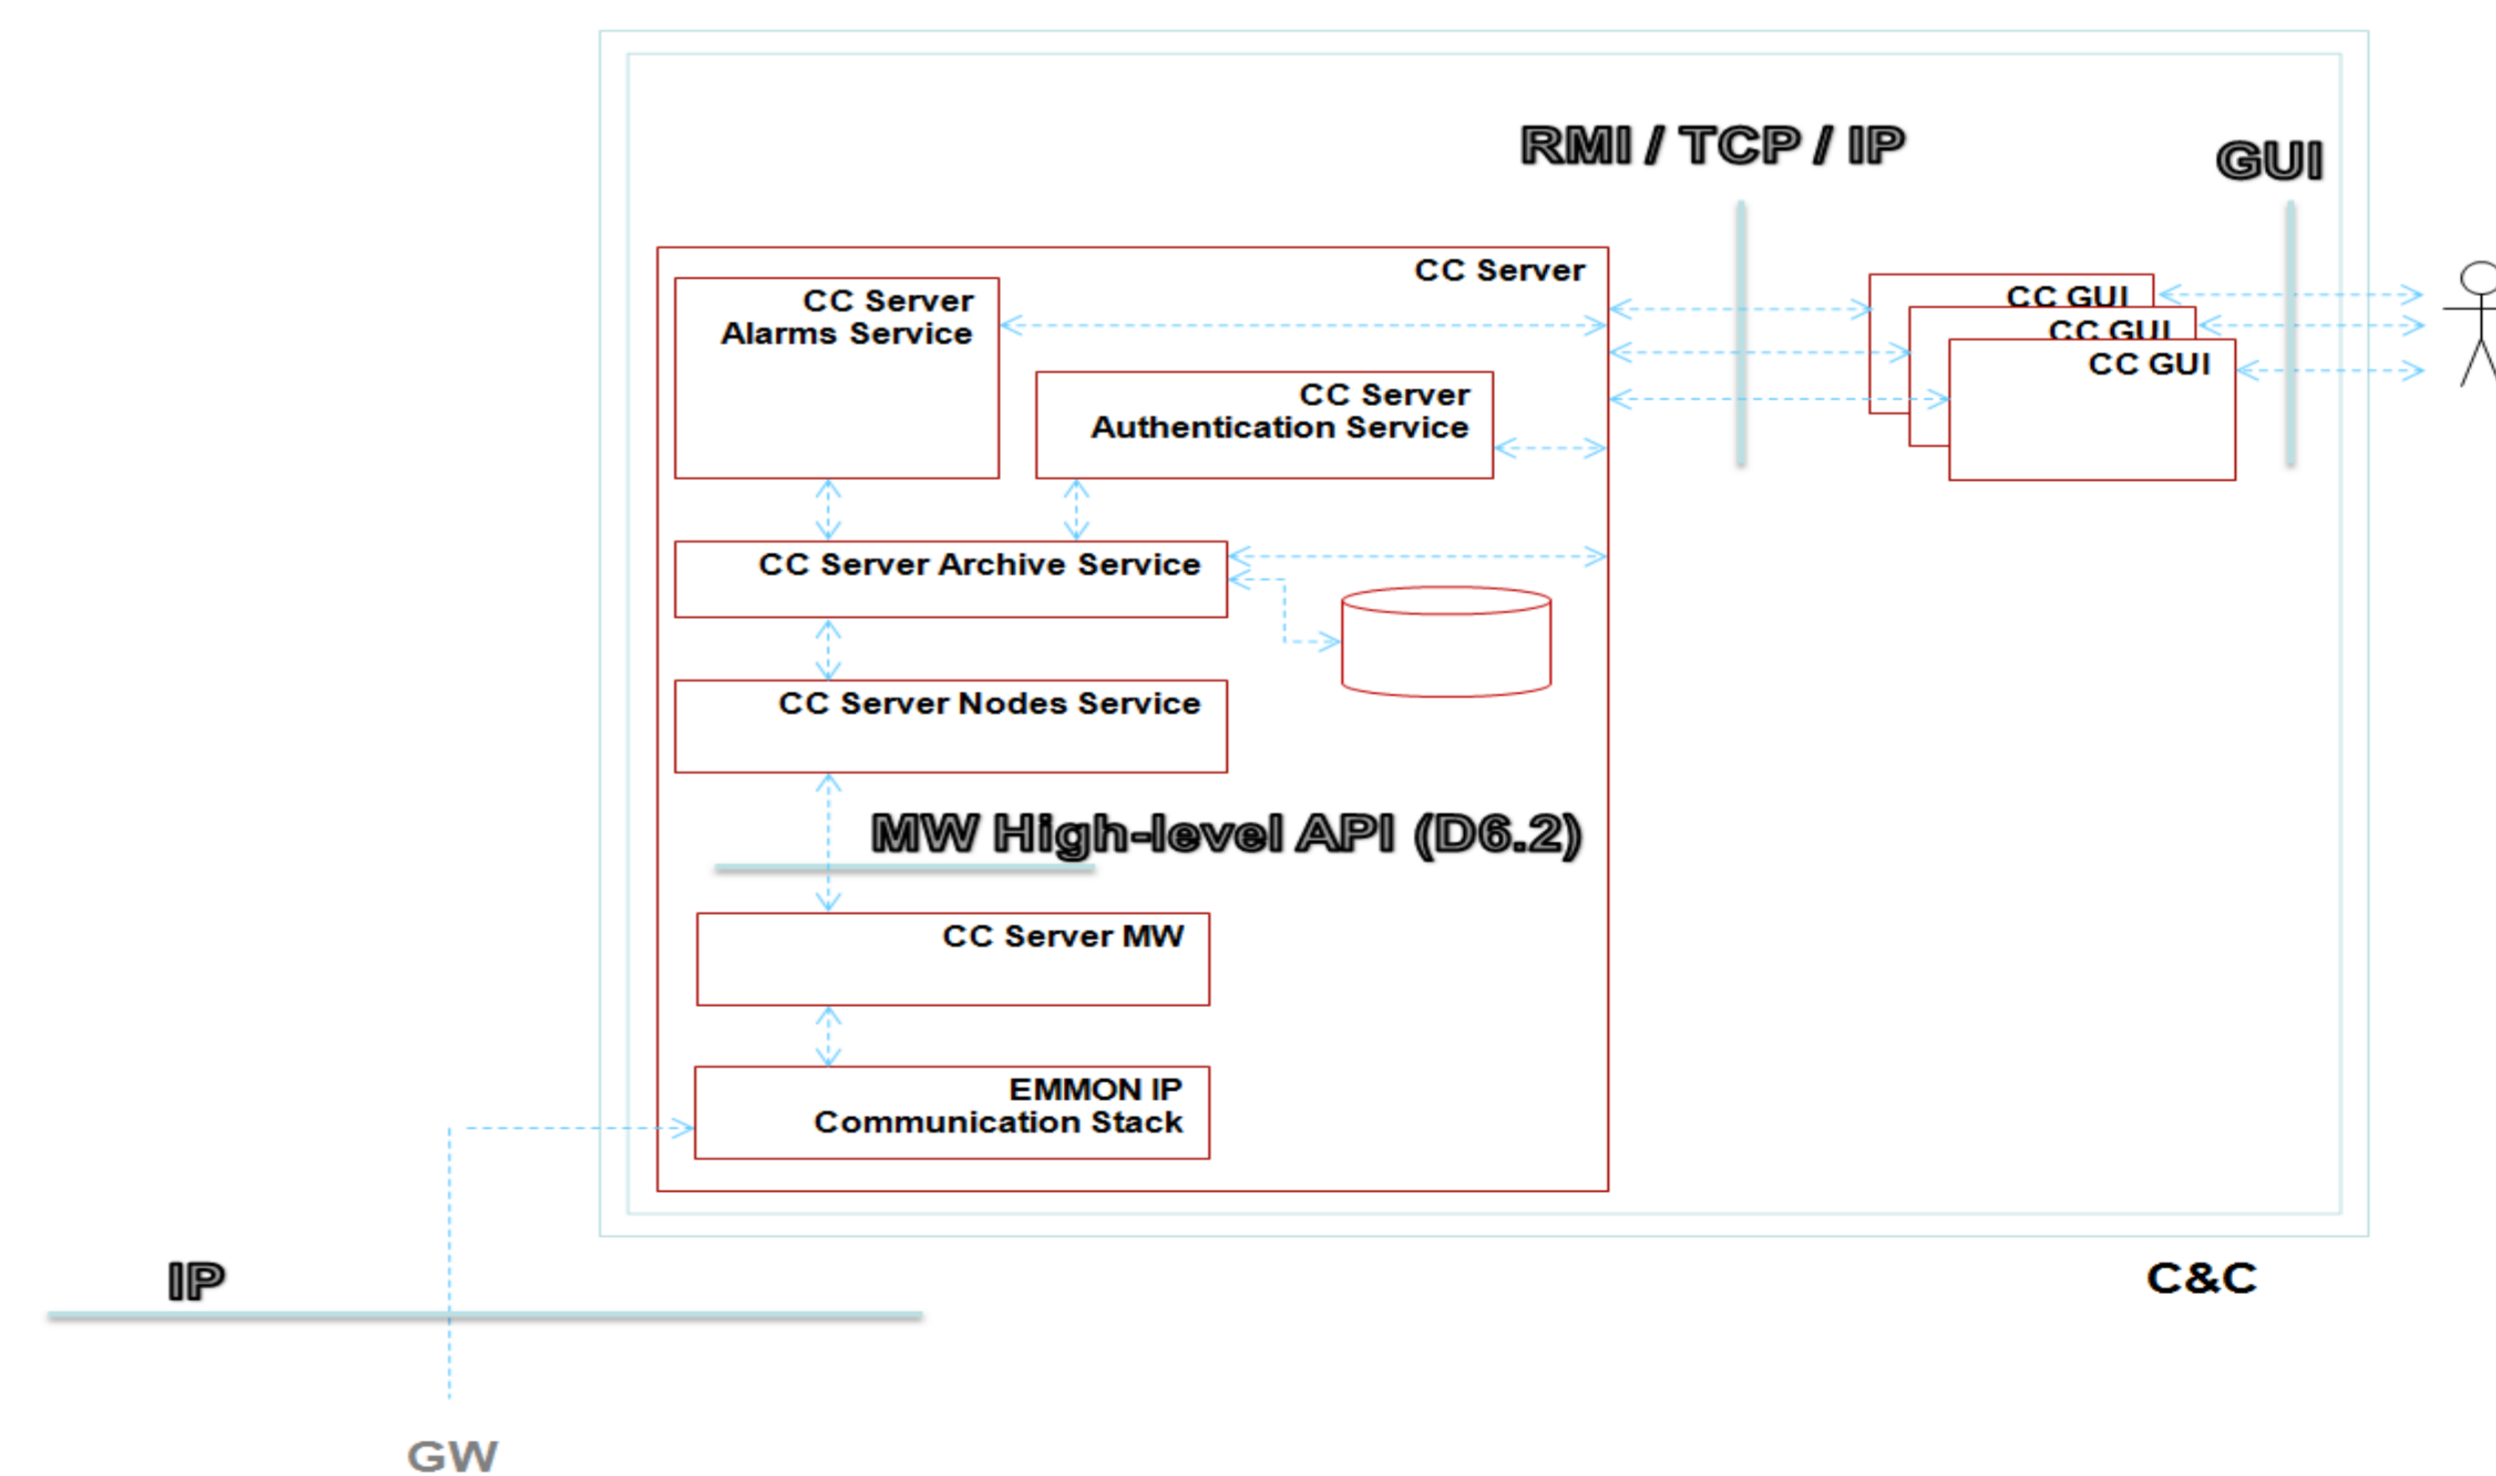 RMI / TCP / IP
GUI
CC Server
CC Server
Alarms Service
CC GUI
CC GUI
CC GUI
CC Server
Authentication Service
CC Server Archive Service
CC Server Nodes Service
MW High-level API (D6.2)
CC Server MW
EMMON IP
Communication Stack
IP
C&C
GW